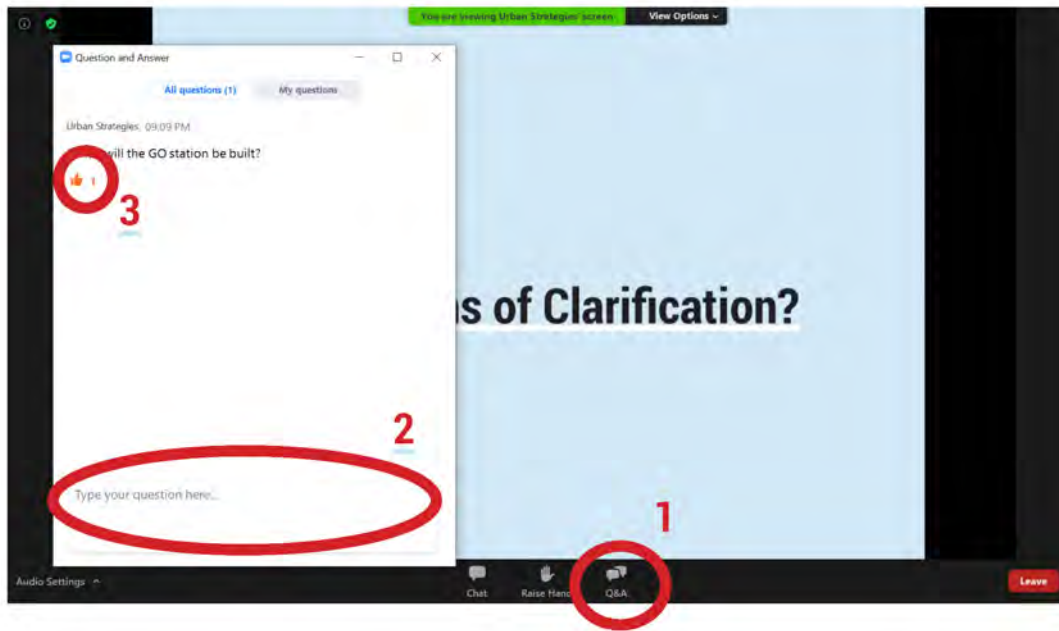 You are viewing Urban Strategies' screen
View Options
Question and Answer
All questions (1)
My questions
Urban Strategies, 09:09 PM
will the GO station be built?
1
3
s of Clarification?
2
Type your question here...
1
Audio Settings
Chat
Raise Hand
Q&A
Leave